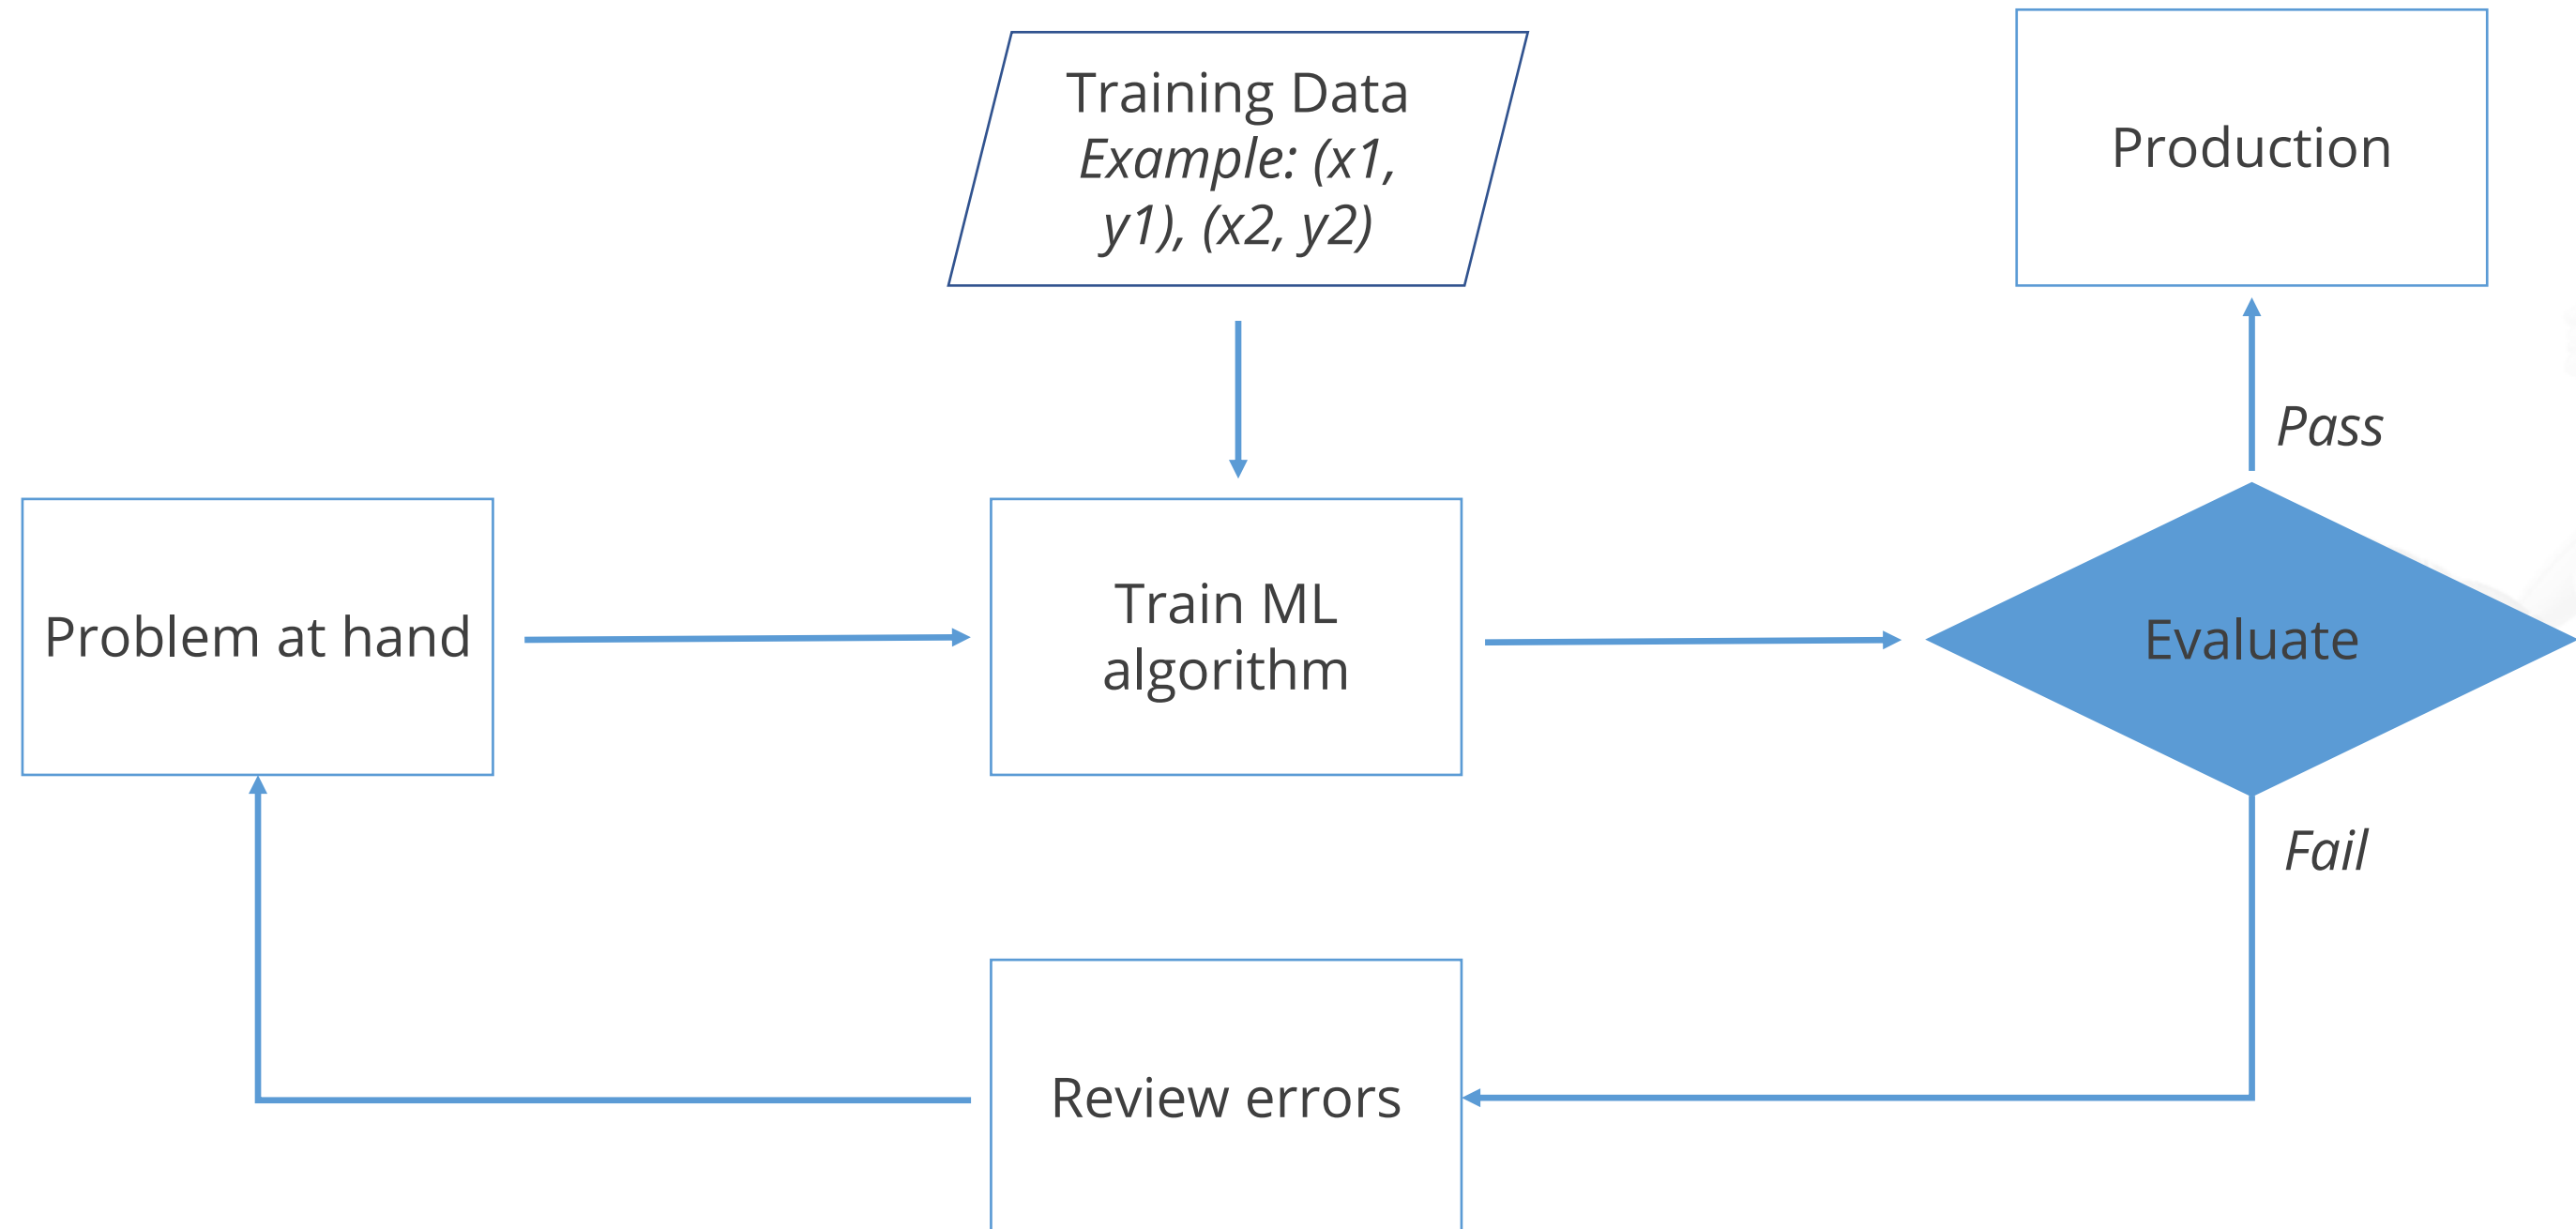 Training Data
Example: (x1,
y1), (x2, y2)
Production
Pass
Problem at hand
Train ML
algorithm
Evaluate
Fail
Review errors